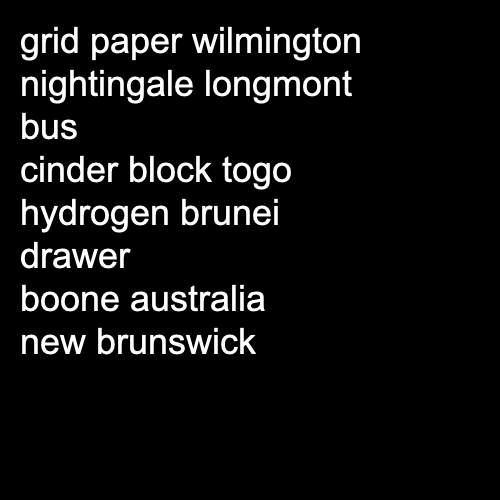 grid paper wilmington
nightingale longmont
bus
cinder block togo
hydrogen brunei
drawer
boone australia
new brunswick